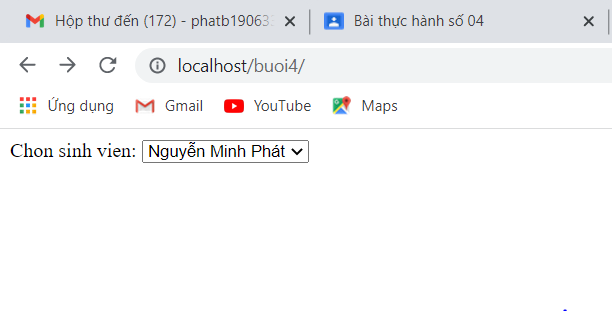 Hộp thư đến (172) - phatb190633
Bài thực hành số 04
localhost/buoi4/
Ứng dụng
Gmail
YouTube
Maps
Chon sinh vien: Nguyễn Minh Phát